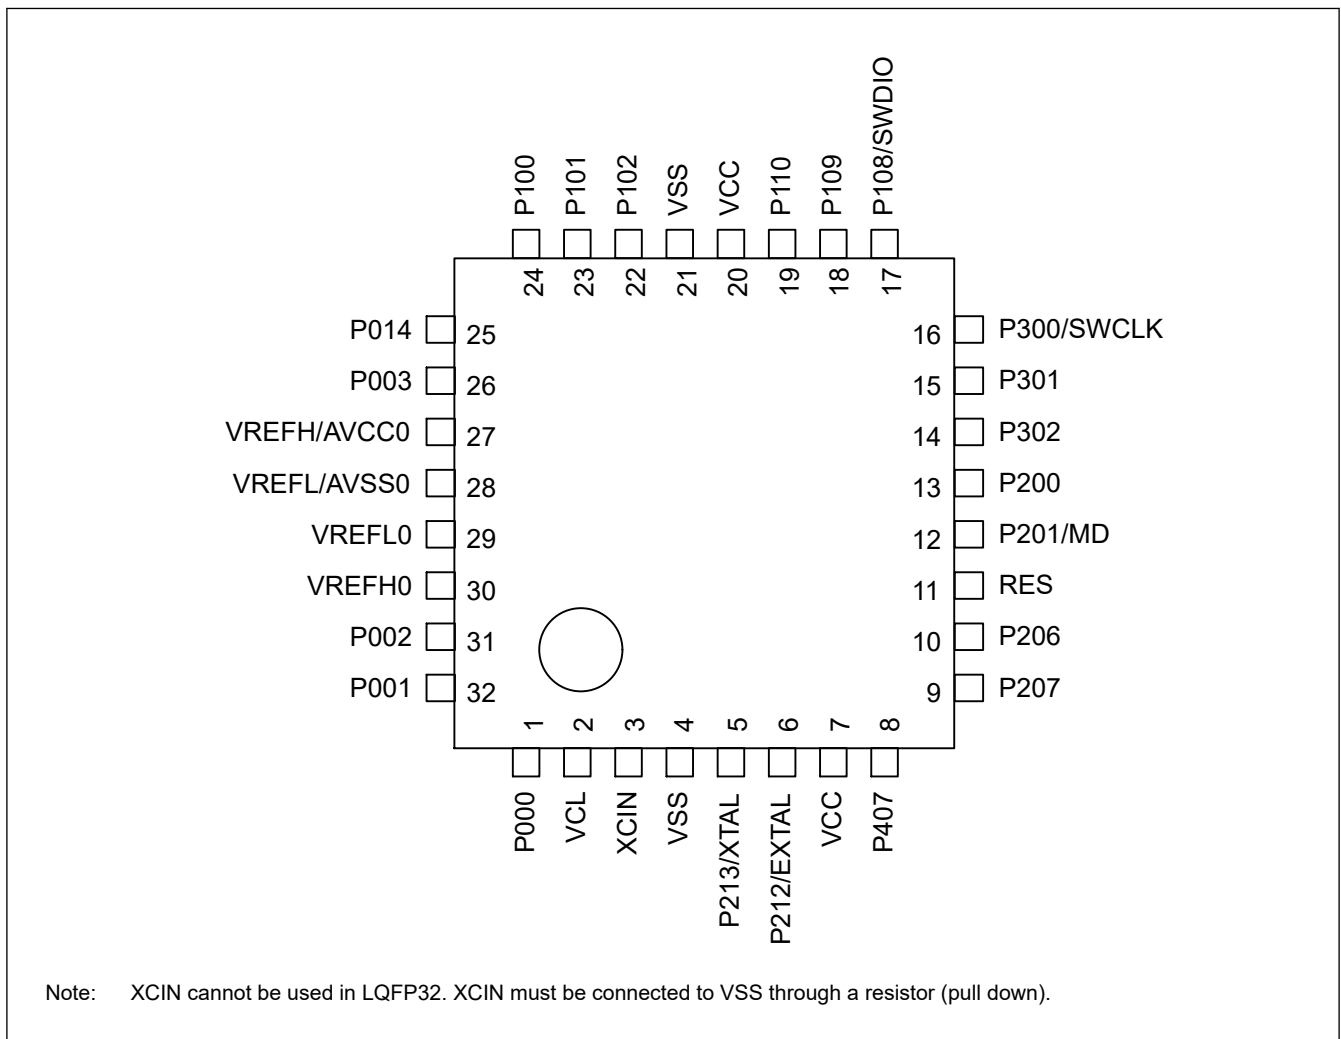 P100
P101
P102
VSS
VCC
P110
P109
P108/SWDIO
24
23
22
21
20
19
18
17
P014 25
P003 26
VREFH/AVCC0 27
VREFL/AVSS0 28
VREFL0 29
VREFH0 30
P002 31
P001 32
16 P300/SWCLK
15 P301
14 P302
13 P200
12 P201/MD
11 RES
10 P206
9 P207
1
2
3
4
5
6
7
8
P000
VCL
XCIN
VSS
P213/XTAL
P212/EXTAL
VCC
P407
Note: XCIN cannot be used in LQFP32. XCIN must be connected to VSS through a resistor (pull down).